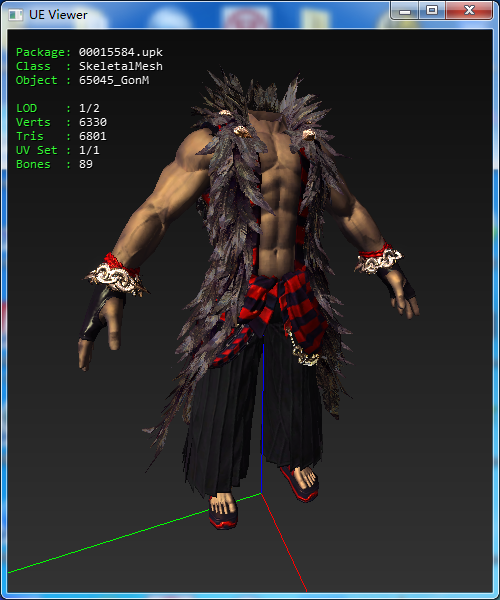 UE Viewer
Package: 00015584.upk
Class : SkeletalMesh
Object : 65045_GonM
LOD : 1/2
Verts : 6330
Tris : 6801
UV Set : 1/1
Bones : 89